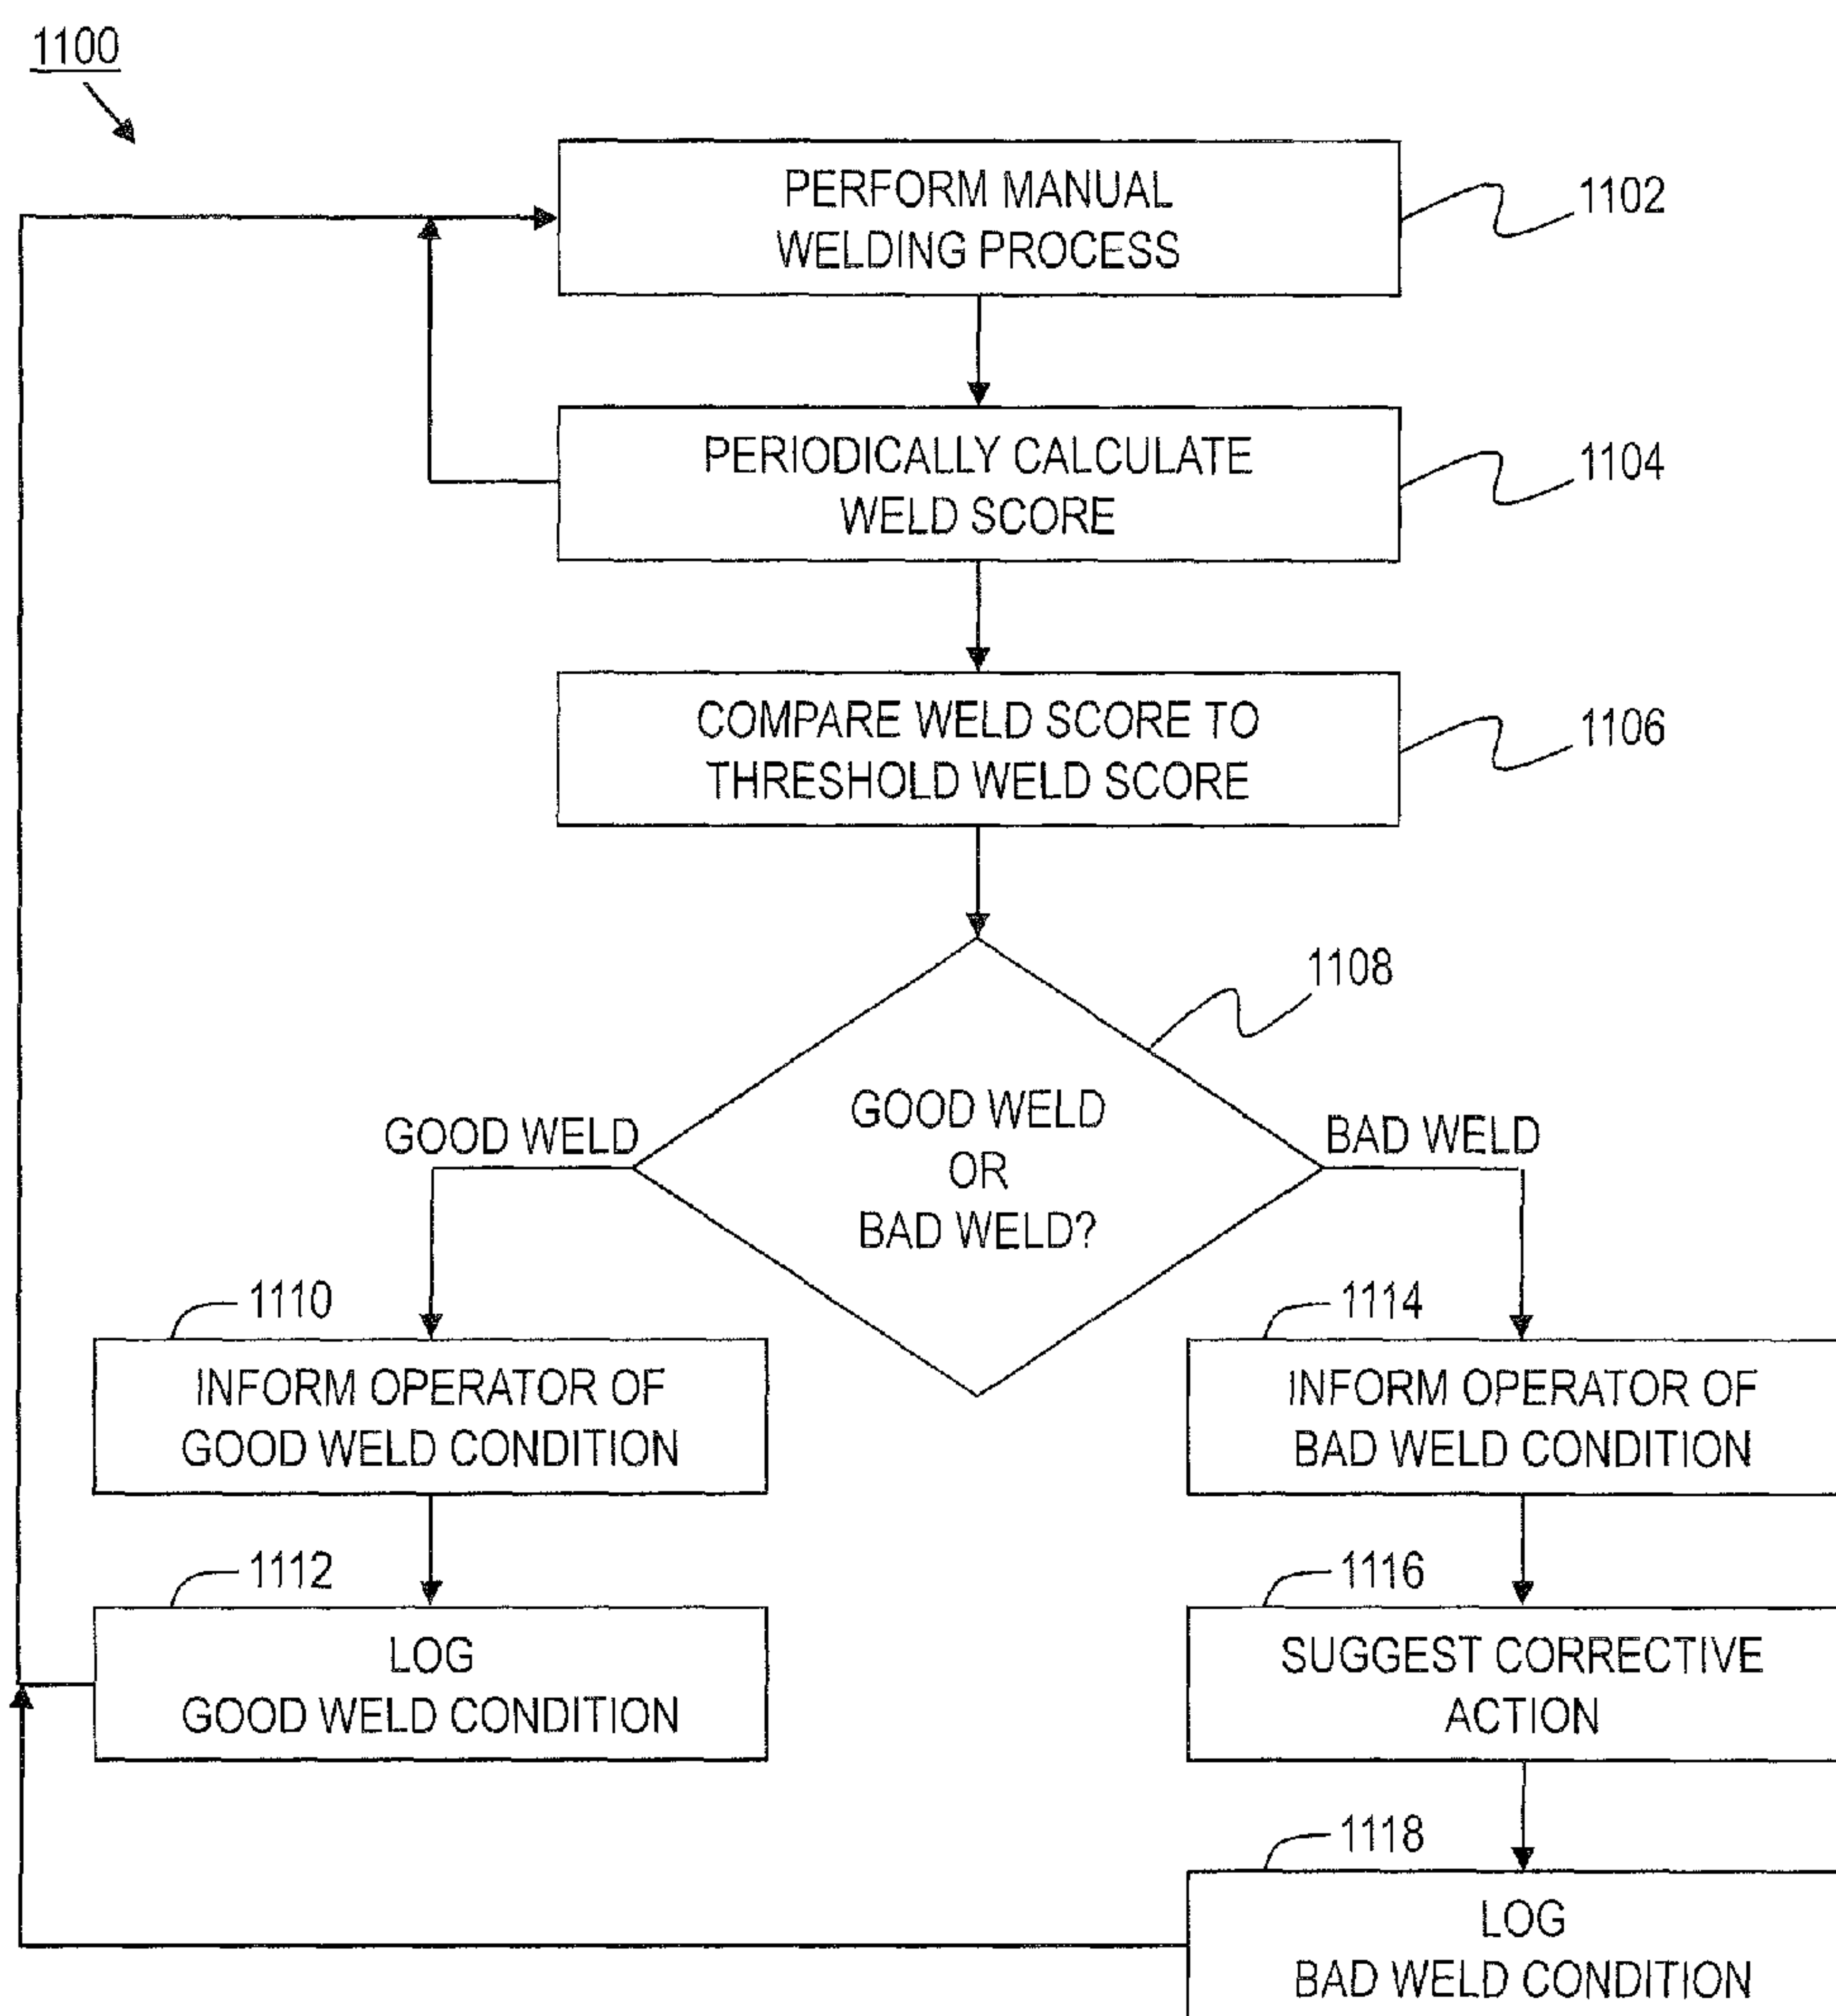 1100
PERFORM MANUAL
WELDING PROCESS
1102
PERIODICALLY CALCULATE
WELD SCORE
1104
COMPARE WELD SCORE TO
THRESHOLD WELD SCORE
1106
1108
GOOD WELD
OR
BAD WELD?
GOOD WELD
BAD WELD
1110
INFORM OPERATOR OF
GOOD WELD CONDITION
1114
INFORM OPERATOR OF
BAD WELD CONDITION
1112
LOG
GOOD WELD CONDITION
1116
SUGGEST CORRECTIVE
ACTION
1118
LOG
BAD WELD CONDITION